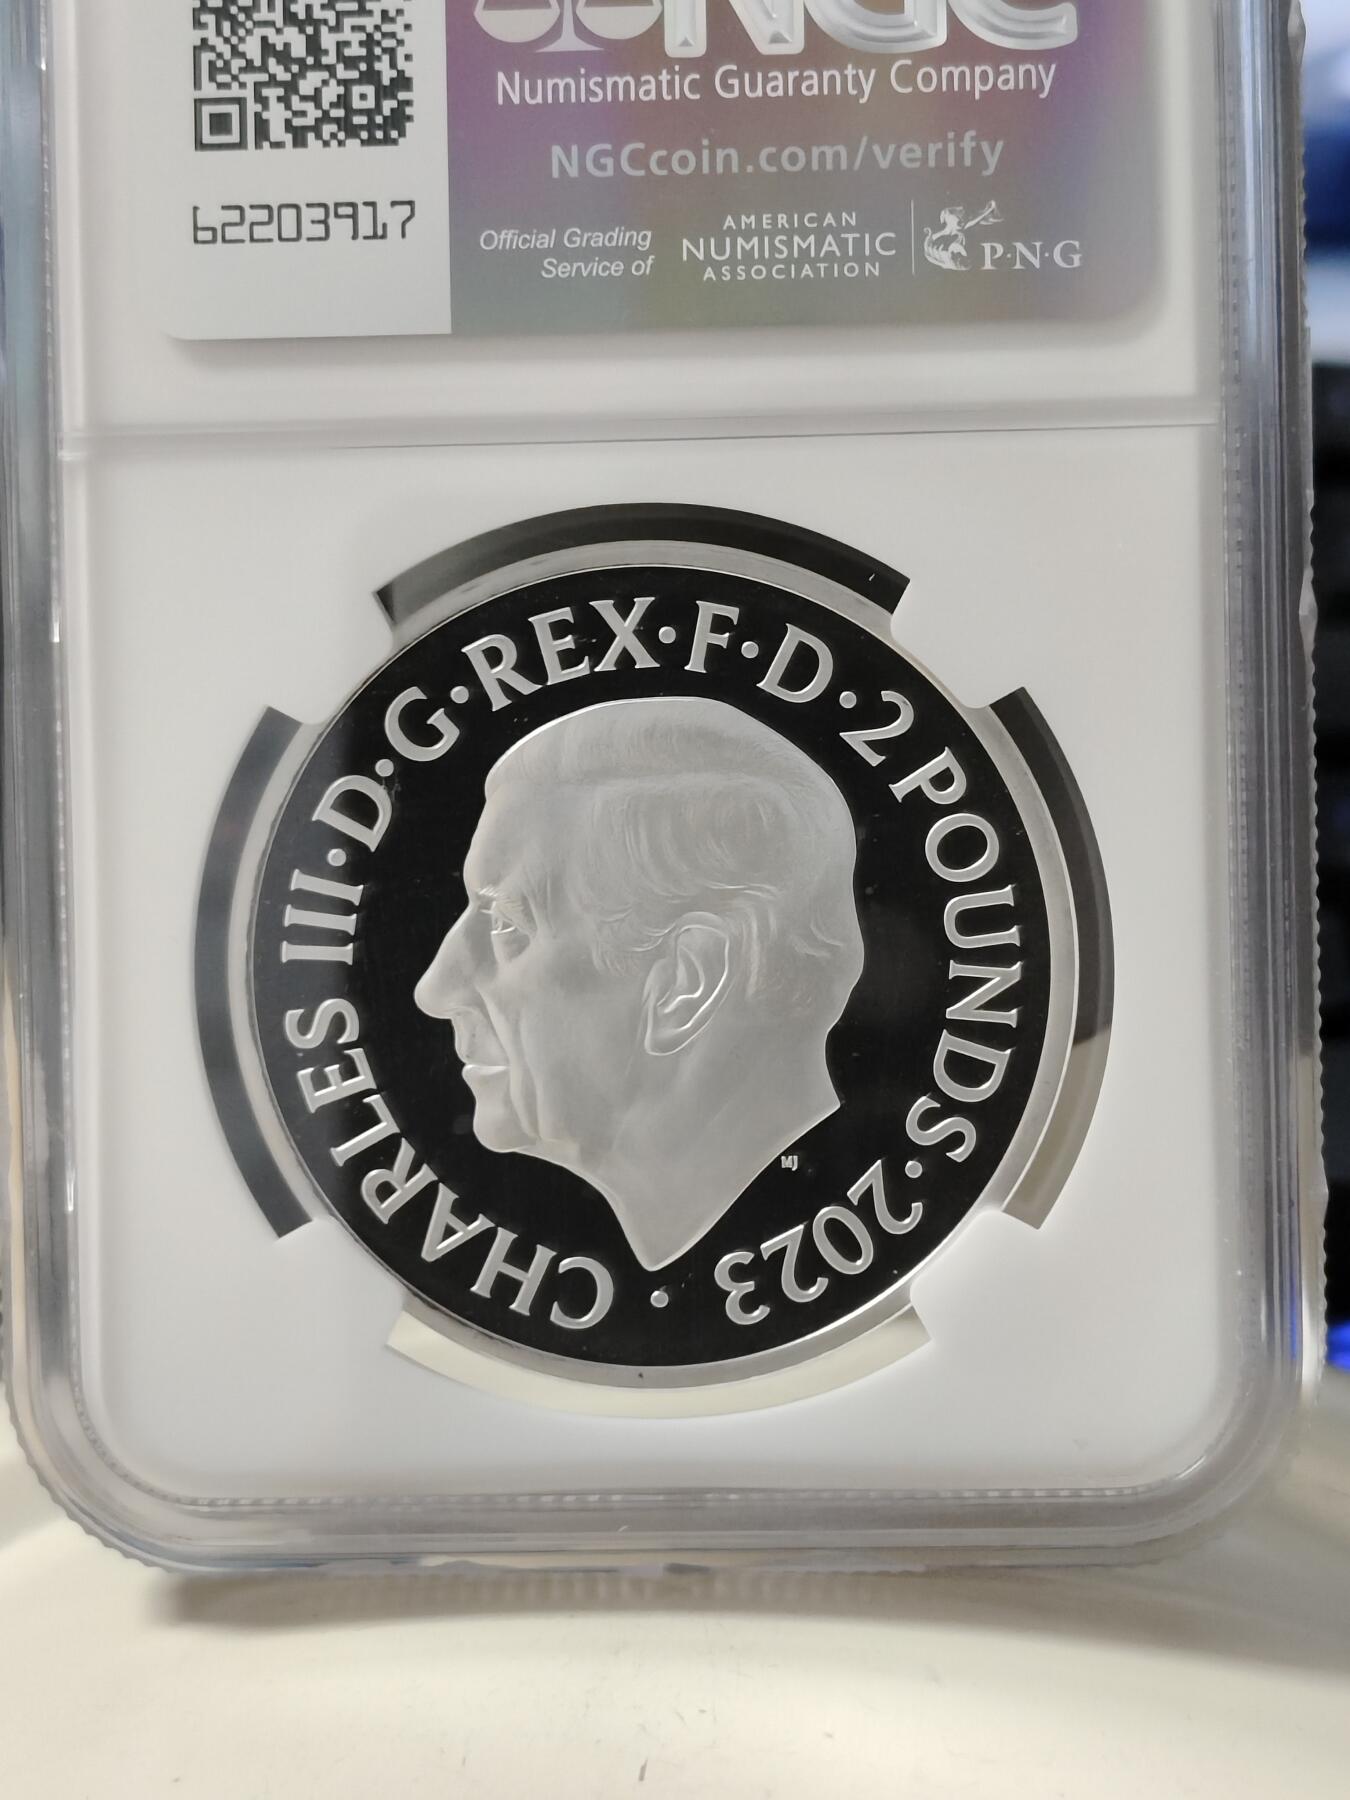 NGC
Numismatic Guaranty Company
NGCcoin.com/verify
62203917
Official Grading
Service of
AMERICAN
NUMISMATIC
ASSOCIATION
P·N·G
CHARLES III·D·G·REX·F·D·2 POUNDS·2023·
MJ